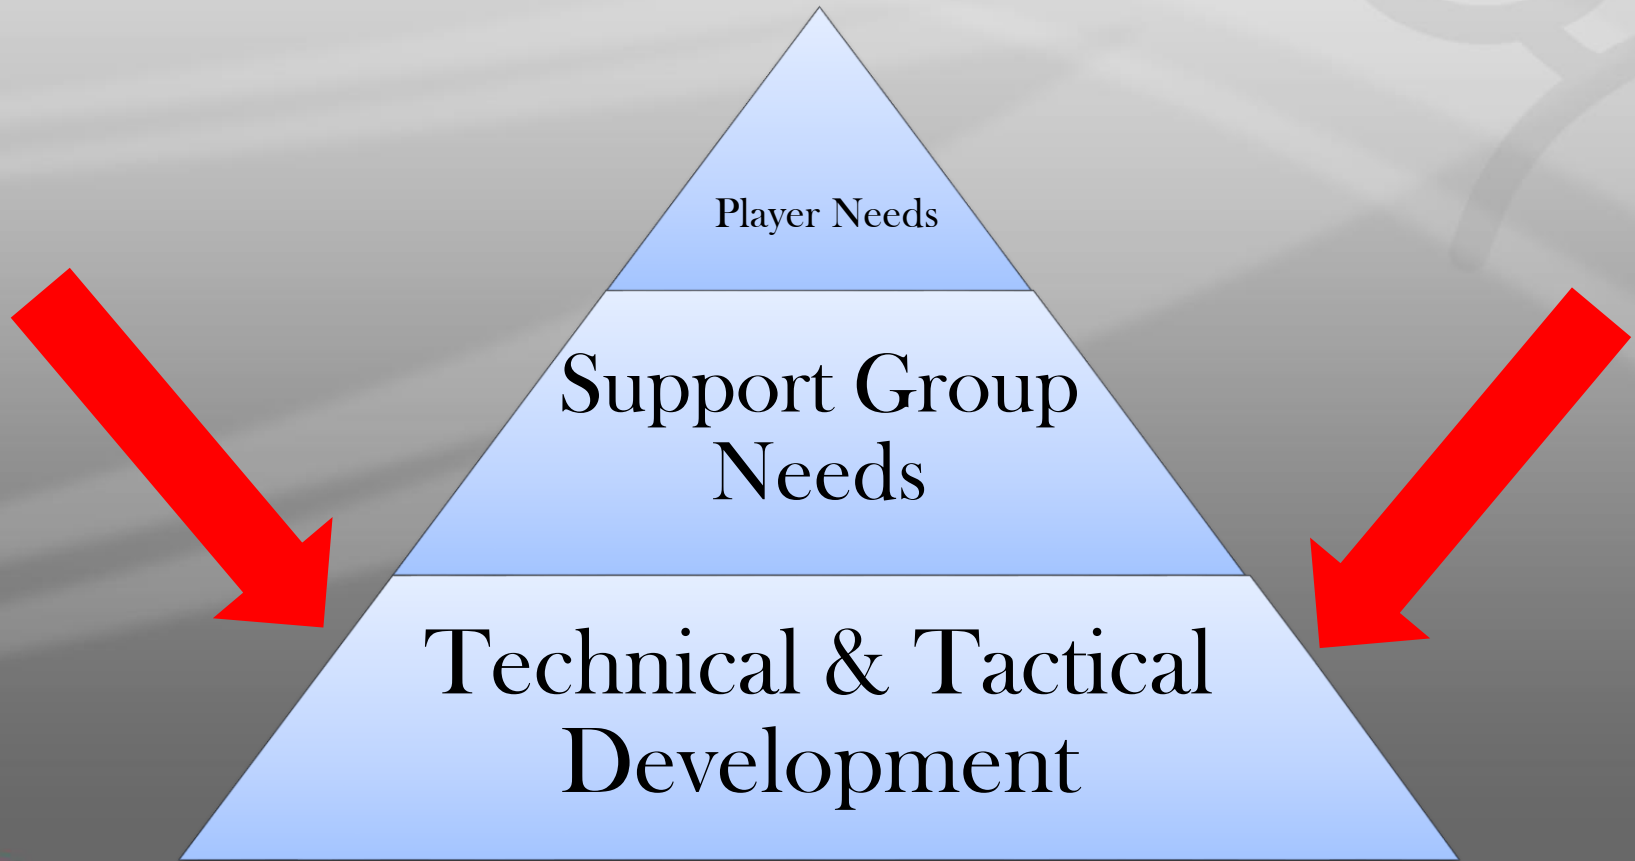 Player Needs
Support Group
Needs
Technical & Tactical
Development